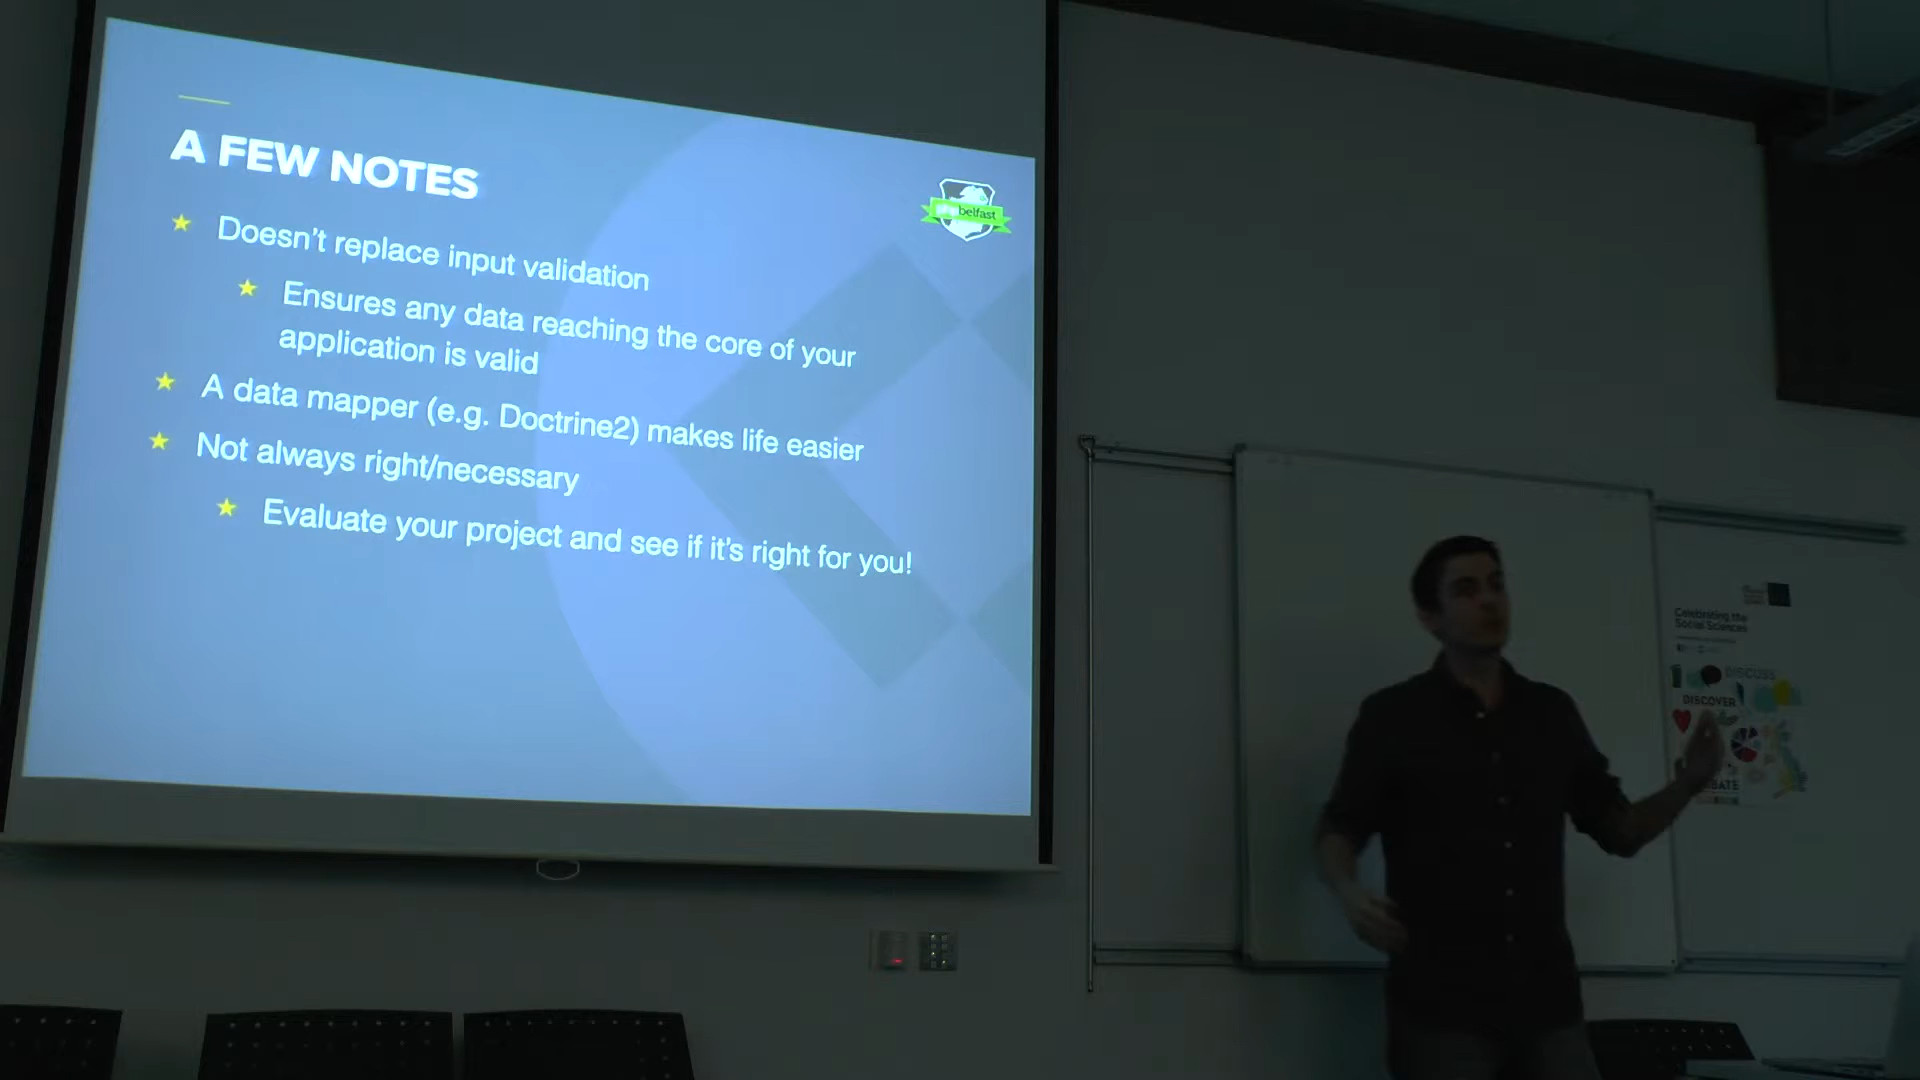 A FEW NOTES
belfast
Doesn't replace input validation
Ensures any data reaching the core of your
application is valid
A data mapper (e.g. Doctrine2) makes life easier
Not always right/necessary
Evaluate your project and see if it's right for you!
Celebrating the
Social Sciences
DISCUSS
DISCOVER